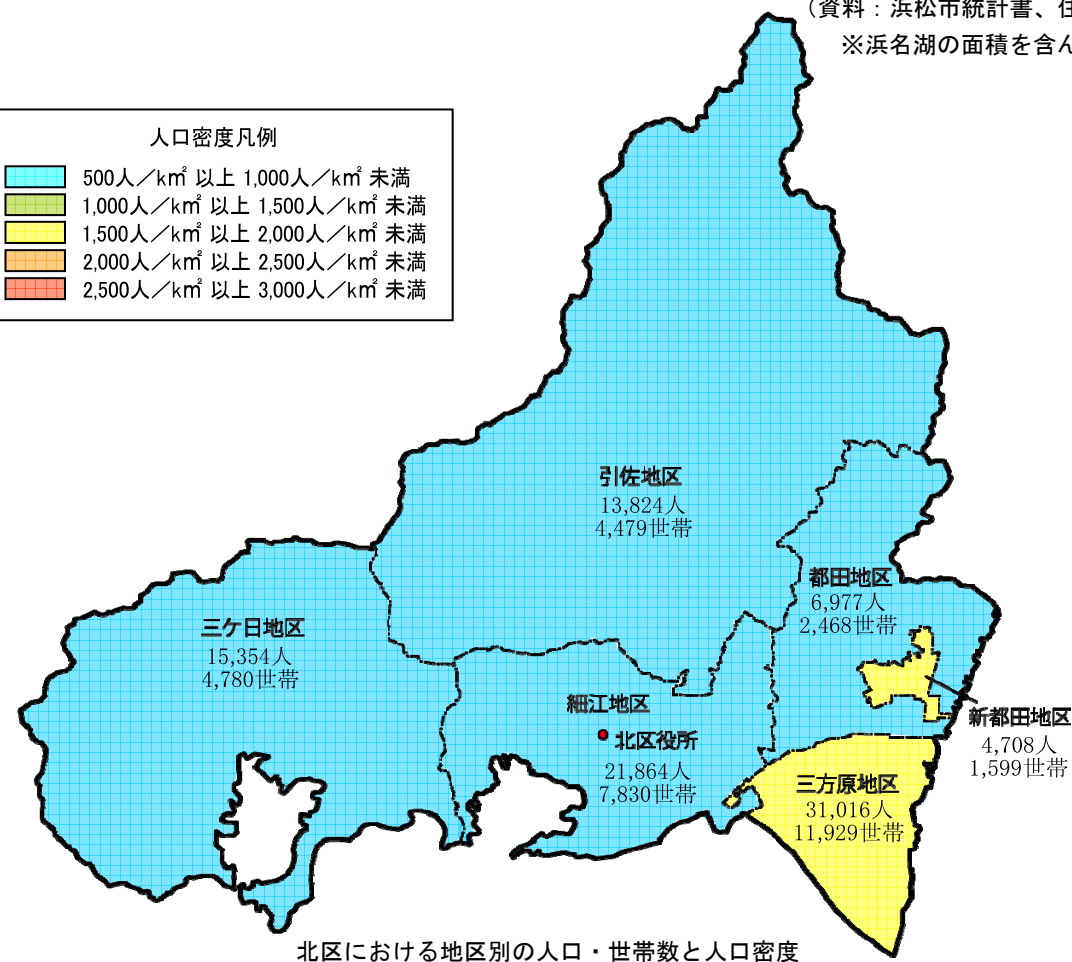 （資料：浜松市統計書、住
※浜名湖の面積を含ん
人口密度凡例
500人／km² 以上 1,000人／km² 未満
1,000人／km² 以上 1,500人／km² 未満
1,500人／km² 以上 2,000人／km² 未満
2,000人／km² 以上 2,500人／km² 未満
2,500人／km² 以上 3,000人／km² 未満
引佐地区
13,824人
4,479世帯
都田地区
6,977人
2,468世帯
三ケ日地区
15,354人
4,780世帯
細江地区
北区役所
21,864人
7,830世帯
新都田地区
4,708人
1,599世帯
三方原地区
31,016人
11,929世帯
北区における地区別の人口・世帯数と人口密度